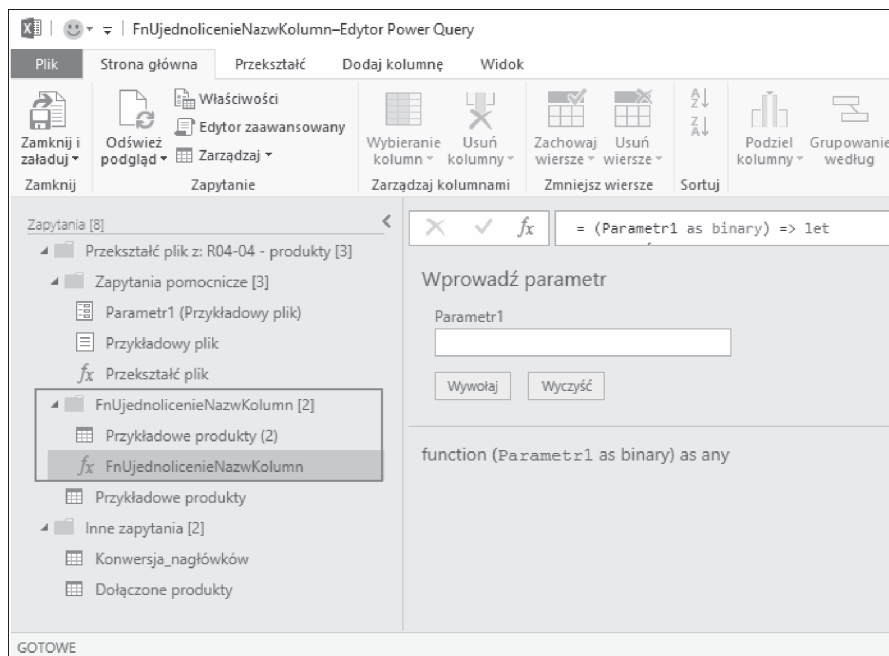 FnUjednolicenieNazwKolumn–Edytor Power Query
Plik Strona główna Przekształć Dodaj kolumnę Widok
Zamknij i załaduj
Zamknij
Odśwież podgląd
Właściwości
Edytor zaawansowany
Zarządzaj
Zapytanie
Wybieranie kolumn
Usuń kolumny
Zarządzaj kolumnami
Zachowaj wiersze
Usuń wiersze
Zmniejsz wiersze
Sortuj
Podziel kolumny
Grupowanie według
Zapytania [8]
Przekształć plik z: R04-04 - produkty [3]
Zapytania pomocnicze [3]
Parametr1 (Przykładowy plik)
Przykładowy plik
fx Przekształć plik
FnUjednolicenieNazwKolumn [2]
Przykładowe produkty (2)
fx FnUjednolicenieNazwKolumn
Przykładowe produkty
Inne zapytania [2]
Konwersja_nagłówków
Dołączone produkty
fx = (Parametr1 as binary) => let
Wprowadź parametr
Parametr1
Wywołaj Wyczyść
function (Parametr1 as binary) as any
GOTOWE